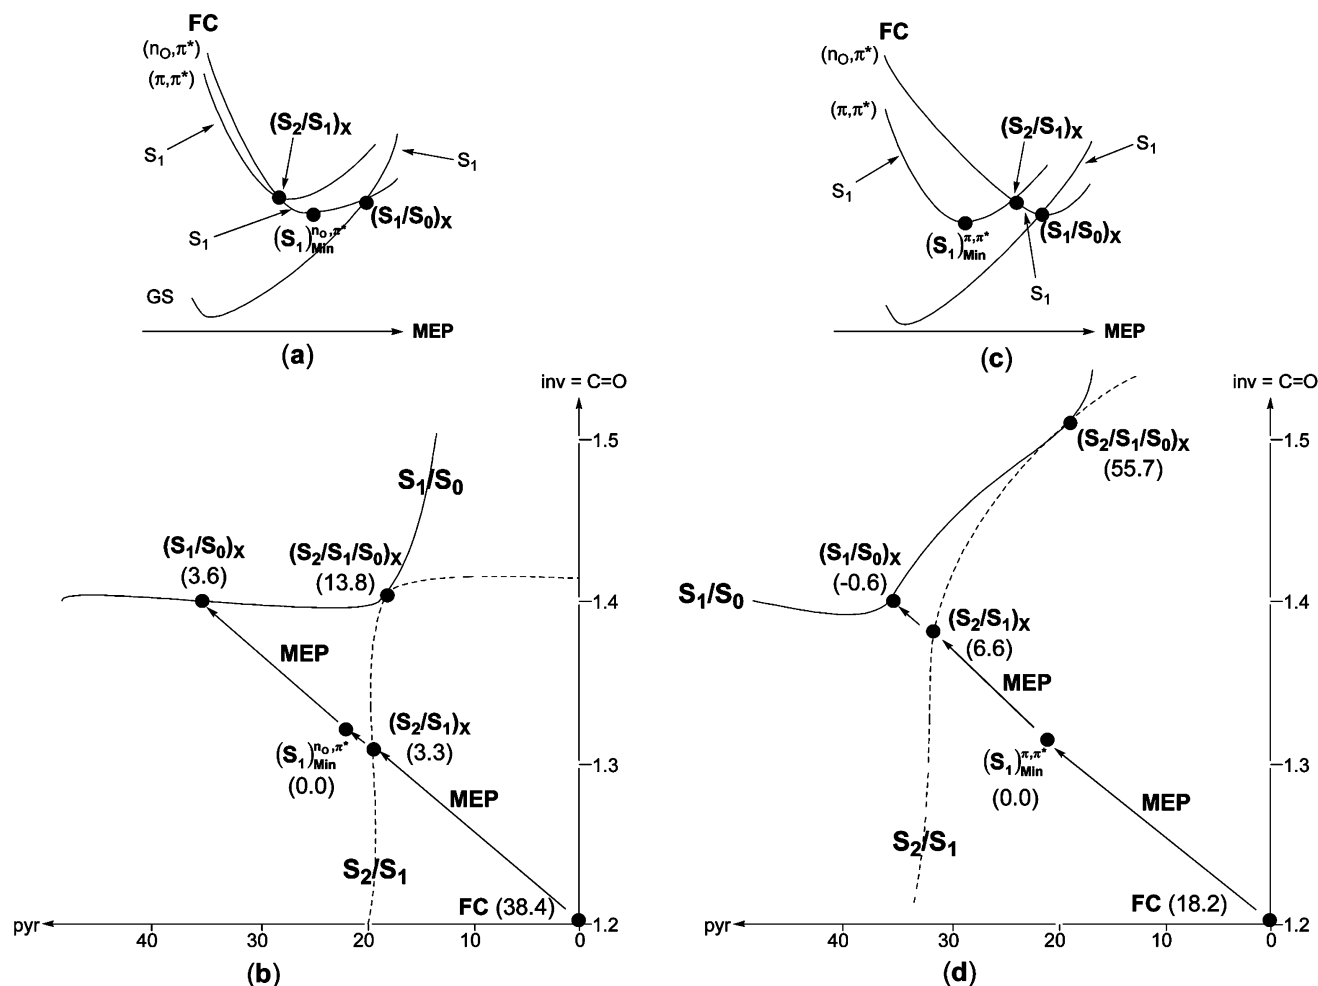 FC
(nO,π*)
(π,π*)
(S2/S1)X
S1
S1
S1
(S1)Min nO,π*
(S1/S0)X
GS
MEP
(a)
FC
(nO,π*)
(π,π*)
(S2/S1)X
S1
S1
(S1)Min π,π*
(S1/S0)X
S1
MEP
(c)
inv = C=O
1.5
S1/S0
(S1/S0)X
(3.6)
(S2/S1/S0)X
(13.8)
1.4
MEP
(S2/S1)X
(3.3)
(S1)Min nO,π*
(0.0)
1.3
MEP
S2/S1
FC (38.4)
pyr
1.2
40
30
20
10
0
(b)
inv = C=O
1.5
(S2/S1/S0)X
(55.7)
(S1/S0)X
(-0.6)
S1/S0
1.4
(S2/S1)X
(6.6)
MEP
(S1)Min π,π*
(0.0)
1.3
MEP
S2/S1
FC (18.2)
pyr
1.2
40
30
20
10
0
(d)